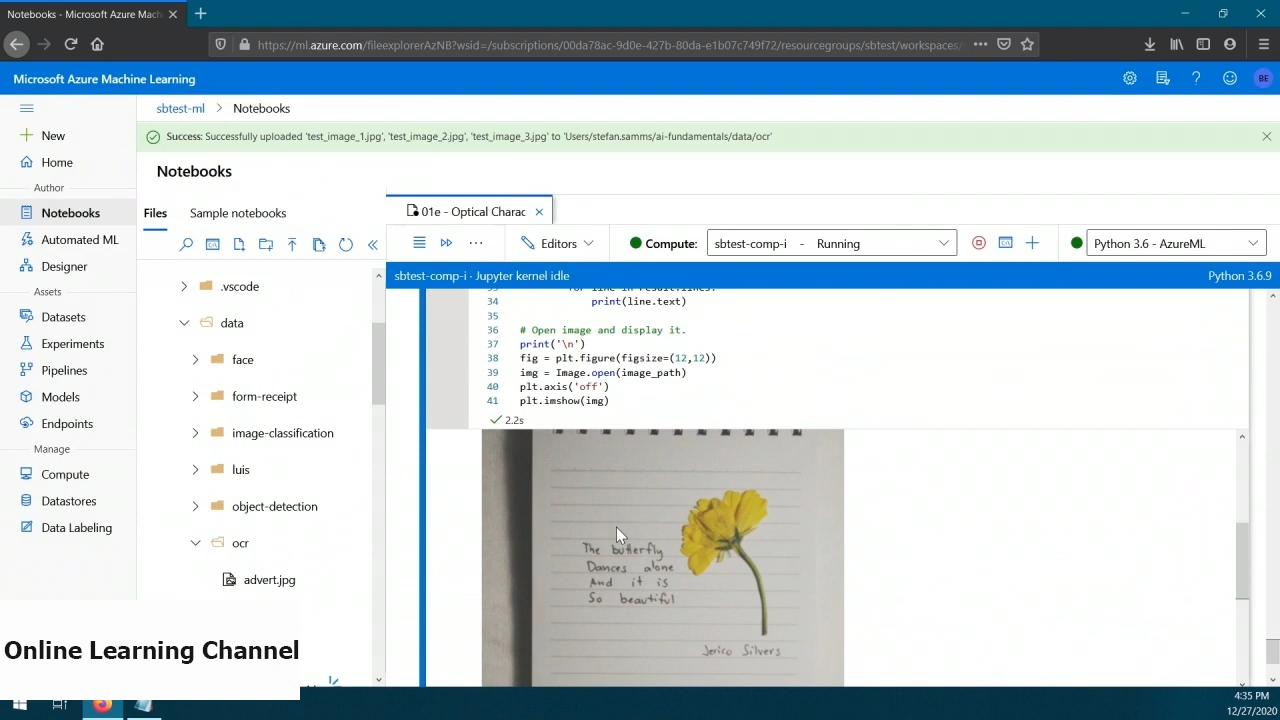 Notebooks - Microsoft Azure Mach
https://ml.azure.com/fileexplorerAzNB?wsid=/subscriptions/00da78ac-9d0e-427b-80da-e1b07c749f72/resourcegroups/sbtest/workspaces/
Microsoft Azure Machine Learning
BE
New
Home
Author
Notebooks
Automated ML
Designer
Assets
Datasets
Experiments
Pipelines
Models
Endpoints
Manage
Compute
Datastores
Data Labeling
sbtest-ml > Notebooks
Success: Successfully uploaded 'test_image_1.jpg', 'test_image_2.jpg', 'test_image_3.jpg' to 'Users/stefan.samms/ai-fundamentals/data/ocr'
Notebooks
Files Sample notebooks
.vscode
data
face
form-receipt
image-classification
luis
object-detection
ocr
advert.jpg
01e - Optical Charac
Editors
Compute: sbtest-comp-i - Running
Python 3.6 - AzureML
sbtest-comp-i · Jupyter kernel idle
Python 3.6.9
33 for line in result.lines:
34 print(line.text)
35
36 # Open image and display it.
37 print('\n')
38 fig = plt.figure(figsize=(12,12))
39 img = Image.open(image_path)
40 plt.axis('off')
41 plt.imshow(img)
2.2s
The butterfly
Dances alone
And it is
So beautiful
Jerico Silvers
Online Learning Channel
4:35 PM
12/27/2020